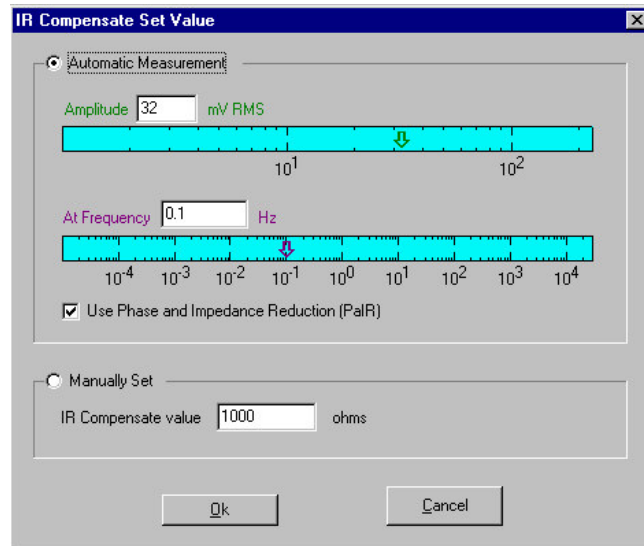 IR Compensate Set Value
Automatic Measurement
Amplitude 32 mV RMS
10¹ 10²
At Frequency 0.1 Hz
10⁻⁴ 10⁻³ 10⁻² 10⁻¹ 10⁰ 10¹ 10² 10³ 10⁴
Use Phase and Impedance Reduction (PaIR)
Manually Set
IR Compensate value 1000 ohms
Ok Cancel